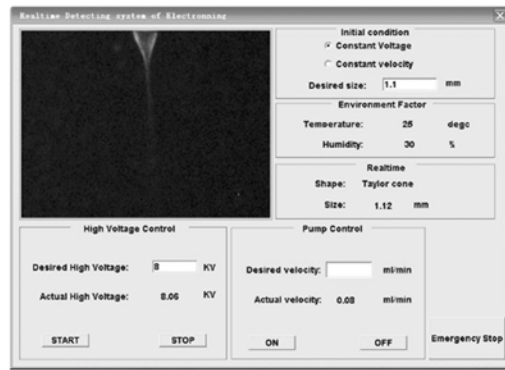 Realtime Detecting system of Electronning
Initial condition
Constant Voltage
Constant velocity
Desired size: 1.1 mm
Environment Factor
Temperature: 25 degc
Humidity: 30 %
Realtime
Shape: Taylor cone
Size: 1.12 mm
High Voltage Control
Desired High Voltage: 8 KV
Actual High Voltage: 8.06 KV
START STOP
Pump Control
Desired velocity: ml/min
Actual velocity: 0.08 ml/min
ON OFF
Emergency Stop